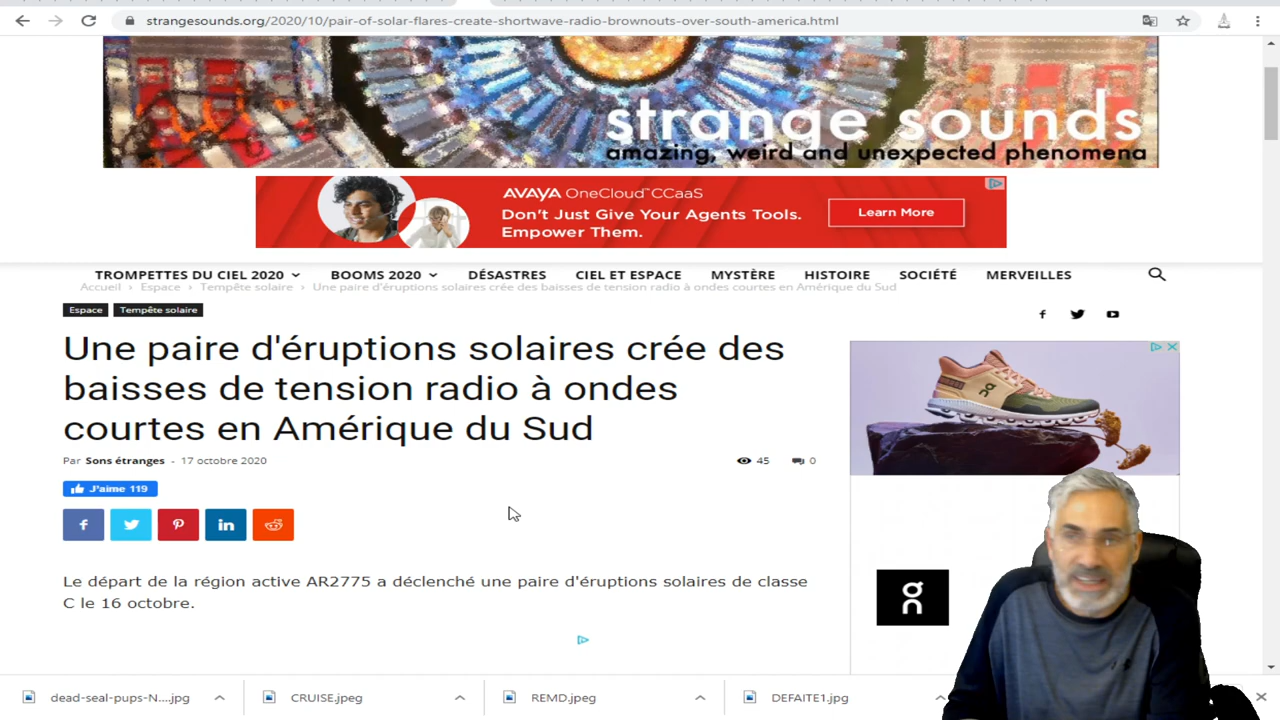 strangesounds.org/2020/10/pair-of-solar-flares-create-shortwave-radio-brownouts-over-south-america.html
strange sounds
amazing, weird and unexpected phenomena
AVAYA OneCloud™CCaaS
Don't Just Give Your Agents Tools.
Empower Them.
Learn More
TROMPETTES DU CIEL 2020 BOOMS 2020 DÉSASTRES CIEL ET ESPACE MYSTÈRE HISTOIRE SOCIÉTÉ MERVEILLES
Accueil › Espace › Tempête solaire › Une paire d'éruptions solaires crée des baisses de tension radio à ondes courtes en Amérique du Sud
Espace Tempête solaire
Une paire d'éruptions solaires crée des
baisses de tension radio à ondes
courtes en Amérique du Sud
Par Sons étranges - 17 octobre 2020 45 0
J'aime 119
Le départ de la région active AR2775 a déclenché une paire d'éruptions solaires de classe
C le 16 octobre.
dead-seal-pups-N....jpg CRUISE.jpeg REMD.jpeg DEFAITE1.jpg